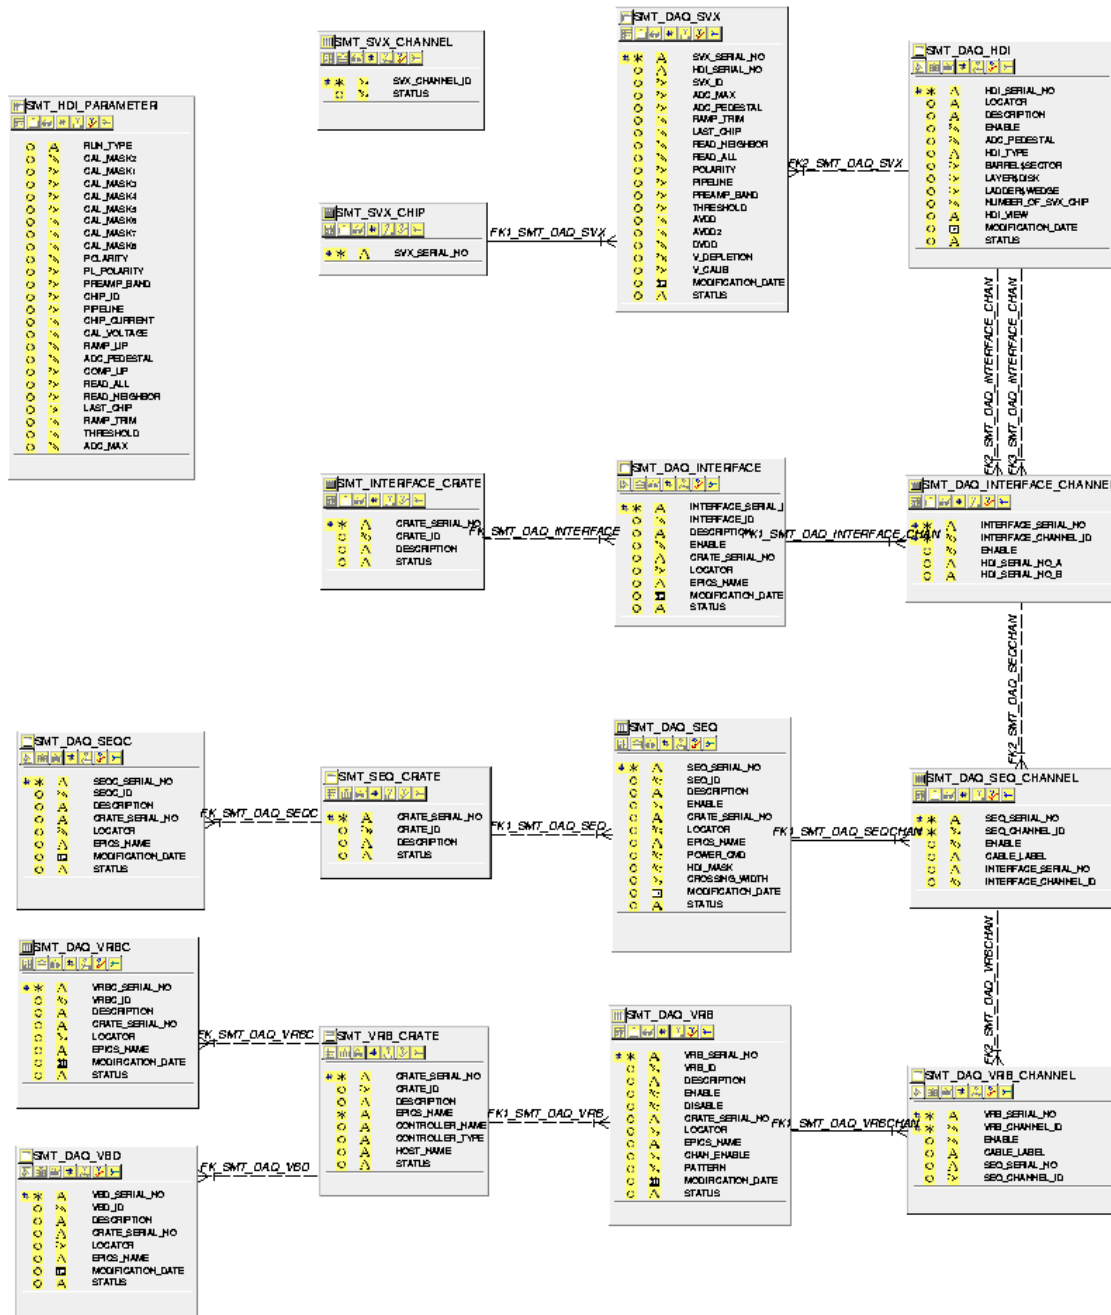 SMT_HDI_PARAMETER
RUN_TYPE
CAL_MASK2
CAL_MASK1
CAL_MASK3
CAL_MASK4
CAL_MASK5
CAL_MASK6
CAL_MASK7
CAL_MASK8
POLARITY
PL_POLARITY
PREAMP_BAND
CHIP_ID
PIPELINE
CHIP_CURRENT
CAL_VOLTAGE
RAMP_UP
ADC_PEDESTAL
COMP_UP
READ_ALL
READ_NEIGHBOR
LAST_CHIP
RAMP_TRIM
THRESHOLD
ADC_MAX
SMT_SVX_CHANNEL
SVX_CHANNEL_ID
STATUS
SMT_SVX_CHIP
SVX_SERIAL_NO
FK1_SMT_DAQ_SVX
SMT_DAQ_SVX
SVX_SERIAL_NO
HDI_SERIAL_NO
SVX_ID
ADC_MAX
ADC_PEDESTAL
RAMP_TRIM
LAST_CHIP
READ_NEIGHBOR
READ_ALL
POLARITY
PIPELINE
PREAMP_BAND
THRESHOLD
AVDD
AVDD2
DVDD
V_DEPLETION
V_CALIB
MODIFICATION_DATE
STATUS
FK2_SMT_DAQ_SVX
SMT_DAQ_HDI
HDI_SERIAL_NO
LOCATOR
DESCRIPTION
ENABLE
ADC_PEDESTAL
HDI_TYPE
BARREL$SECTOR
LAYER$DISK
LADDER$WEDGE
NUMBER_OF_SVX_CHIP
HDI_VIEW
MODIFICATION_DATE
STATUS
FK2_SMT_DAQ_INTERFACE_CHAN
FK3_SMT_DAQ_INTERFACE_CHAN
SMT_INTERFACE_CRATE
CRATE_SERIAL_NO
CRATE_ID
DESCRIPTION
STATUS
FK_SMT_DAQ_INTERFACE
SMT_DAQ_INTERFACE
INTERFACE_SERIAL_
INTERFACE_ID
DESCRIPTION
ENABLE
CRATE_SERIAL_NO
LOCATOR
EPICS_NAME
MODIFICATION_DATE
STATUS
FK1_SMT_DAQ_INTERFACE_CHAN
SMT_DAQ_INTERFACE_CHANNEL
INTERFACE_SERIAL_NO
INTERFACE_CHANNEL_ID
ENABLE
HDI_SERIAL_NO_A
HDI_SERIAL_NO_B
FK2_SMT_DAQ_SEQCHAN
SMT_DAQ_SEQC
SEQC_SERIAL_NO
SEQC_ID
DESCRIPTION
CRATE_SERIAL_NO
LOCATOR
EPICS_NAME
MODIFICATION_DATE
STATUS
FK_SMT_DAQ_SEQC
SMT_SEQ_CRATE
CRATE_SERIAL_NO
CRATE_ID
DESCRIPTION
STATUS
FK1_SMT_DAQ_SEQ
SMT_DAQ_SEQ
SEQ_SERIAL_NO
SEQ_ID
DESCRIPTION
ENABLE
CRATE_SERIAL_NO
LOCATOR
EPICS_NAME
POWER_CMD
HDI_MASK
CROSSING_WIDTH
MODIFICATION_DATE
STATUS
FK1_SMT_DAQ_SEQCHAN
SMT_DAQ_SEQ_CHANNEL
SEQ_SERIAL_NO
SEQ_CHANNEL_ID
ENABLE
CABLE_LABEL
INTERFACE_SERIAL_NO
INTERFACE_CHANNEL_ID
FK2_SMT_DAQ_VRBCHAN
SMT_DAQ_VRBC
VRBC_SERIAL_NO
VRBC_ID
DESCRIPTION
CRATE_SERIAL_NO
LOCATOR
EPICS_NAME
MODIFICATION_DATE
STATUS
FK_SMT_DAQ_VRBC
SMT_VRB_CRATE
CRATE_SERIAL_NO
CRATE_ID
DESCRIPTION
EPICS_NAME
CONTROLLER_NAME
CONTROLLER_TYPE
HOST_NAME
STATUS
FK1_SMT_DAQ_VRB
SMT_DAQ_VRB
VRB_SERIAL_NO
VRB_ID
DESCRIPTION
ENABLE
DISABLE
CRATE_SERIAL_NO
LOCATOR
EPICS_NAME
CHAN_ENABLE
PATTERN
MODIFICATION_DATE
STATUS
FK1_SMT_DAQ_VRBCHAN
SMT_DAQ_VRB_CHANNEL
VRB_SERIAL_NO
VRB_CHANNEL_ID
ENABLE
CABLE_LABEL
SEQ_SERIAL_NO
SEQ_CHANNEL_ID
SMT_DAQ_VBD
VBD_SERIAL_NO
VBD_ID
DESCRIPTION
CRATE_SERIAL_NO
LOCATOR
EPICS_NAME
MODIFICATION_DATE
STATUS
FK_SMT_DAQ_VBD